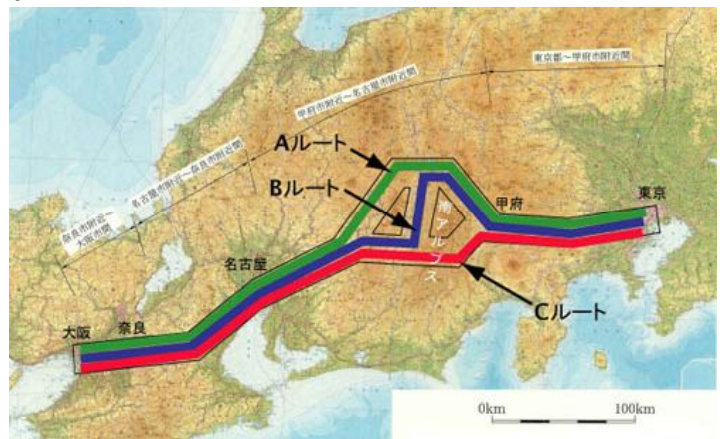 東京都～甲府市附近間
甲府市附近～名古屋市附近間
名古屋市附近～奈良市附近間
奈良市附近～
大阪市間
Aルート
Bルート
南アルプス
甲府
東京
名古屋
Cルート
大阪
奈良
0km 100km